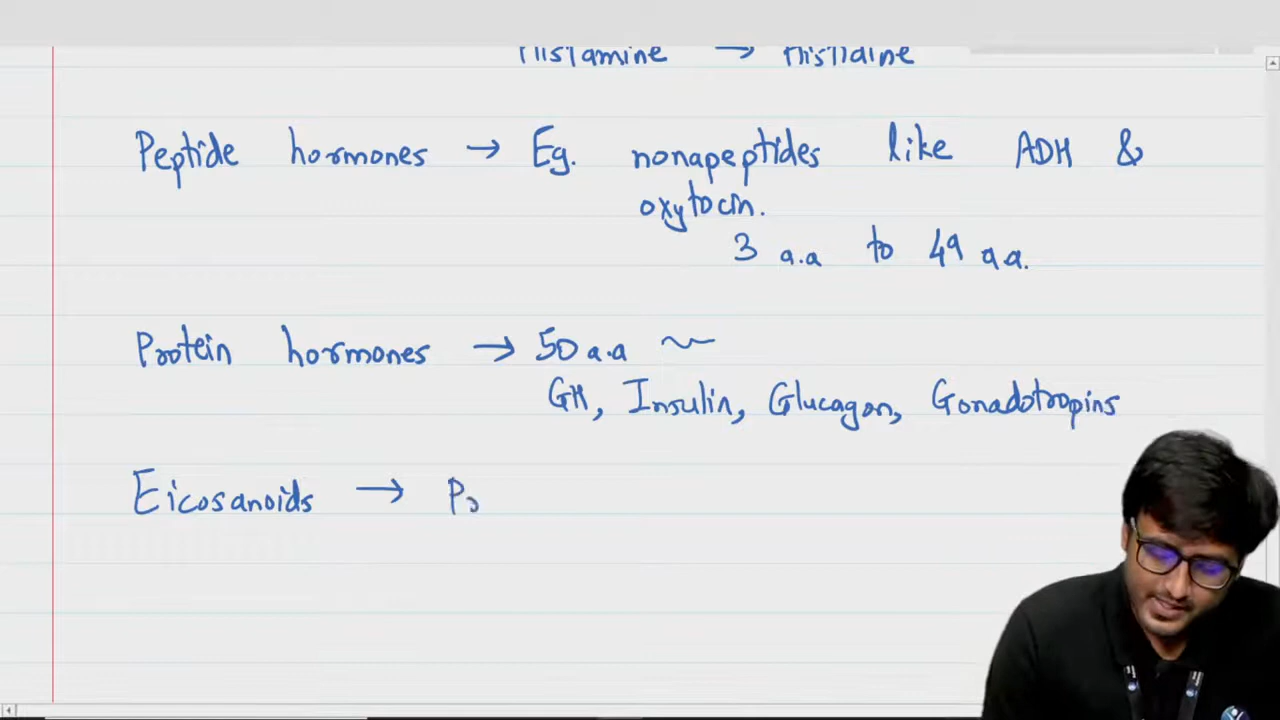 Histamine → Histidine
Peptide hormones → Eg. nonapeptides like ADH &
oxytocin.
3 a.a to 49 a.a.
Protein hormones → 50 a.a
GH, Insulin, Glucagon, Gonadotropins
Eicosanoids →